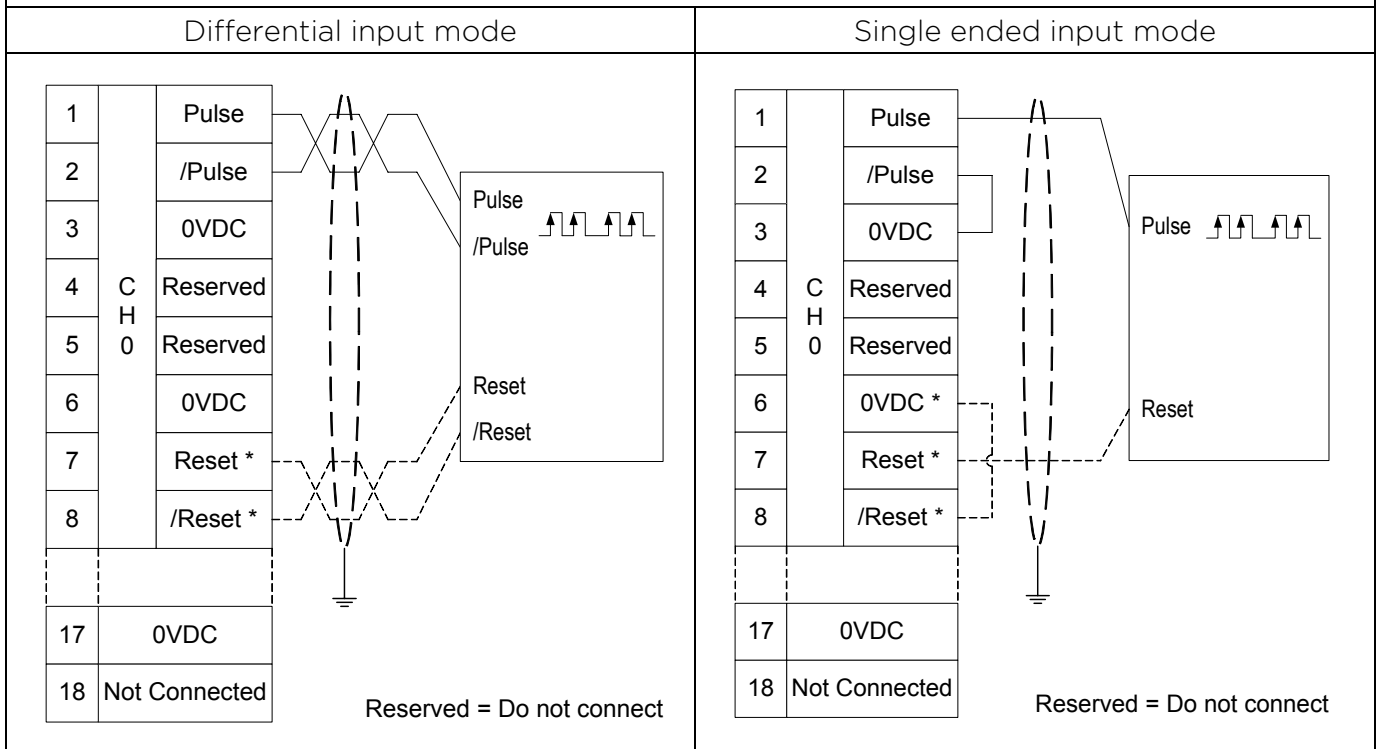 Differential input mode
1 Pulse
2 /Pulse
3 0VDC
4 Reserved
5 Reserved
6 0VDC
7 Reset *
8 /Reset *
C
H
0
17 0VDC
18 Not Connected
Pulse
/Pulse
Reset
/Reset
Reserved = Do not connect
Single ended input mode
1 Pulse
2 /Pulse
3 0VDC
4 Reserved
5 Reserved
6 0VDC *
7 Reset *
8 /Reset *
C
H
0
17 0VDC
18 Not Connected
Pulse
Reset
Reserved = Do not connect